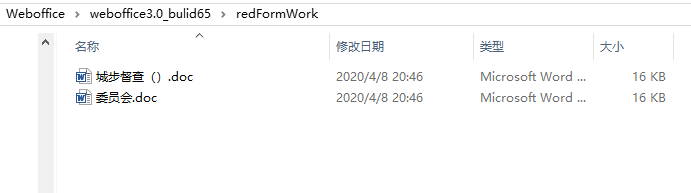 Weboffice > weboffice3.0_bulid65 > redFormWork
名称 修改日期 类型 大小
城步督查（）.doc 2020/4/8 20:46 Microsoft Word ... 16 KB
委员会.doc 2020/4/8 20:46 Microsoft Word ... 16 KB